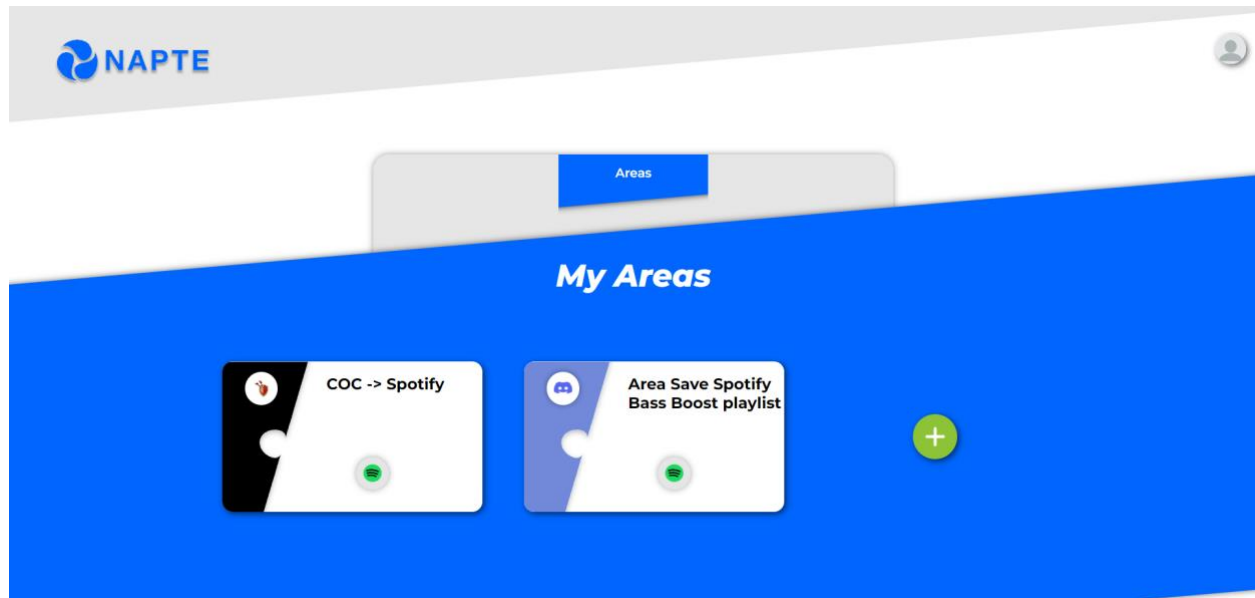 NAPTE
Areas
My Areas
COC -> Spotify
Area Save Spotify
Bass Boost playlist